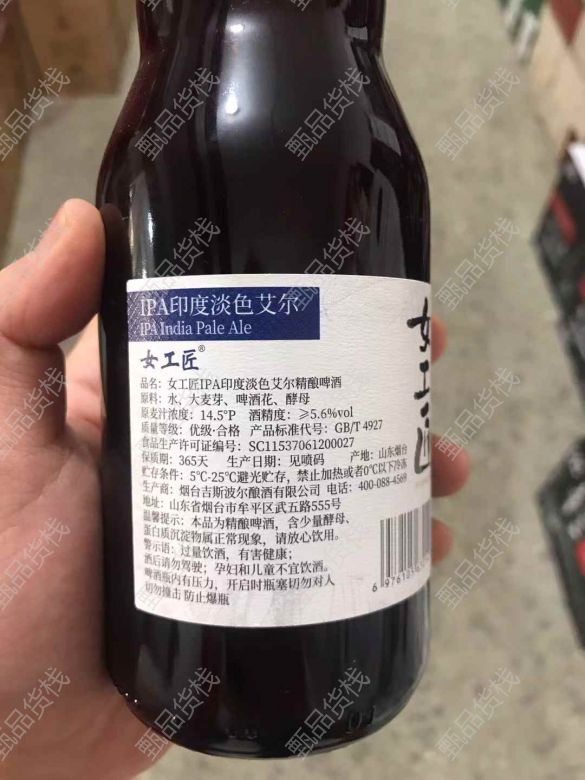 IPA印度淡色艾尔
IPA India Pale Ale
女工匠®
品名：女工匠IPA印度淡色艾尔精酿啤酒
原料：水、大麦芽、啤酒花、酵母
原麦汁浓度：14.5°P 酒精度：≥5.6%vol
质量等级：优级·合格 产品标准代号：GB/T 4927
食品生产许可证编号：SC11537061200027
保质期：365天 生产日期：见喷码 产地：山东烟台
贮存条件：5℃-25℃避光贮存，禁止加热或者0℃以下冷冻
生产商：烟台吉斯波尔酿酒有限公司 电话：400-088-4569
地址：山东省烟台市牟平区武五路555号
温馨提示：本品为精酿啤酒，含少量酵母、
蛋白质沉淀物属正常现象，请放心饮用。
警示语：过量饮酒，有害健康；
酒后请勿驾驶；孕妇和儿童不宜饮酒。
啤酒瓶内有压力，开启时瓶塞切勿对人
切勿撞击 防止爆瓶
女工匠
甄品货栈